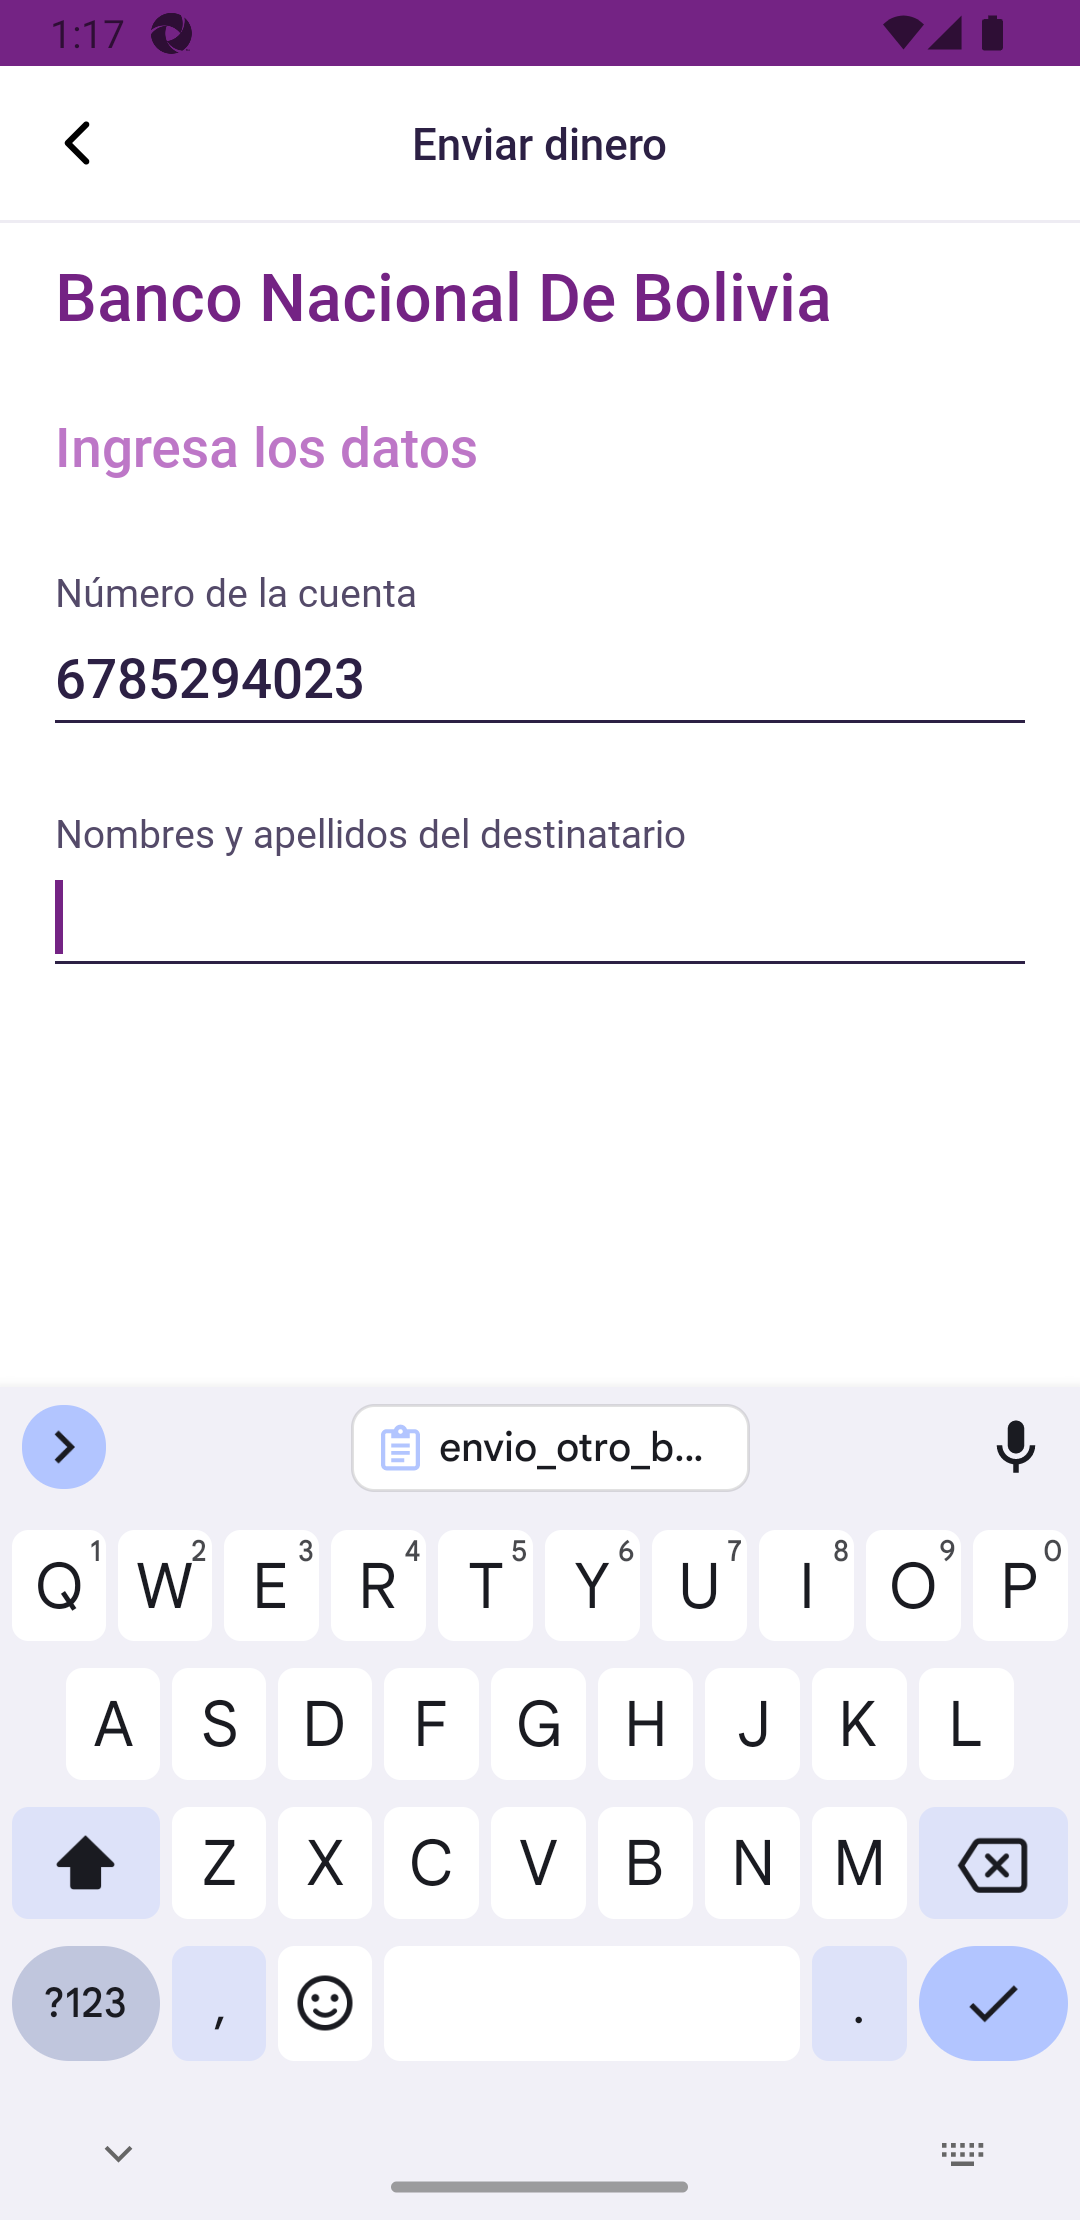 1:17
Enviar dinero
Banco Nacional De Bolivia
Ingresa los datos
Número de la cuenta
6785294023
Nombres y apellidos del destinatario
envio_otro_b...
Q 1 W 2 E 3 R 4 T 5 Y 6 U 7 I 8 O 9 P 0
A S D F G H J K L
Z X C V B N M
?123 , .